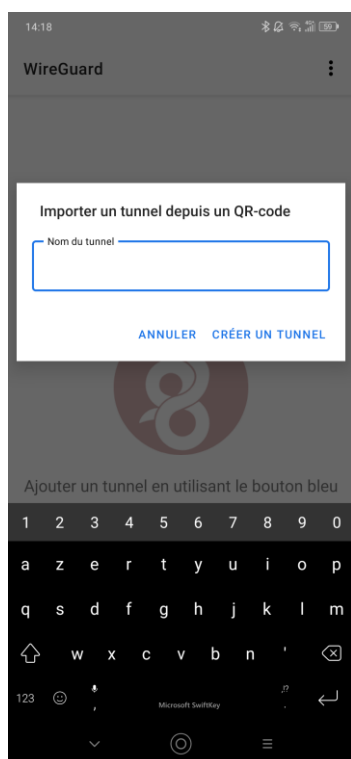 14:18
4G
59
WireGuard
Importer un tunnel depuis un QR-code
Nom du tunnel
ANNULER CRÉER UN TUNNEL
Ajouter un tunnel en utilisant le bouton bleu
1 2 3 4 5 6 7 8 9 0
a z e r t y u i o p
q s d f g h j k l m
w x c v b n '
123 , Microsoft SwiftKey .,!?